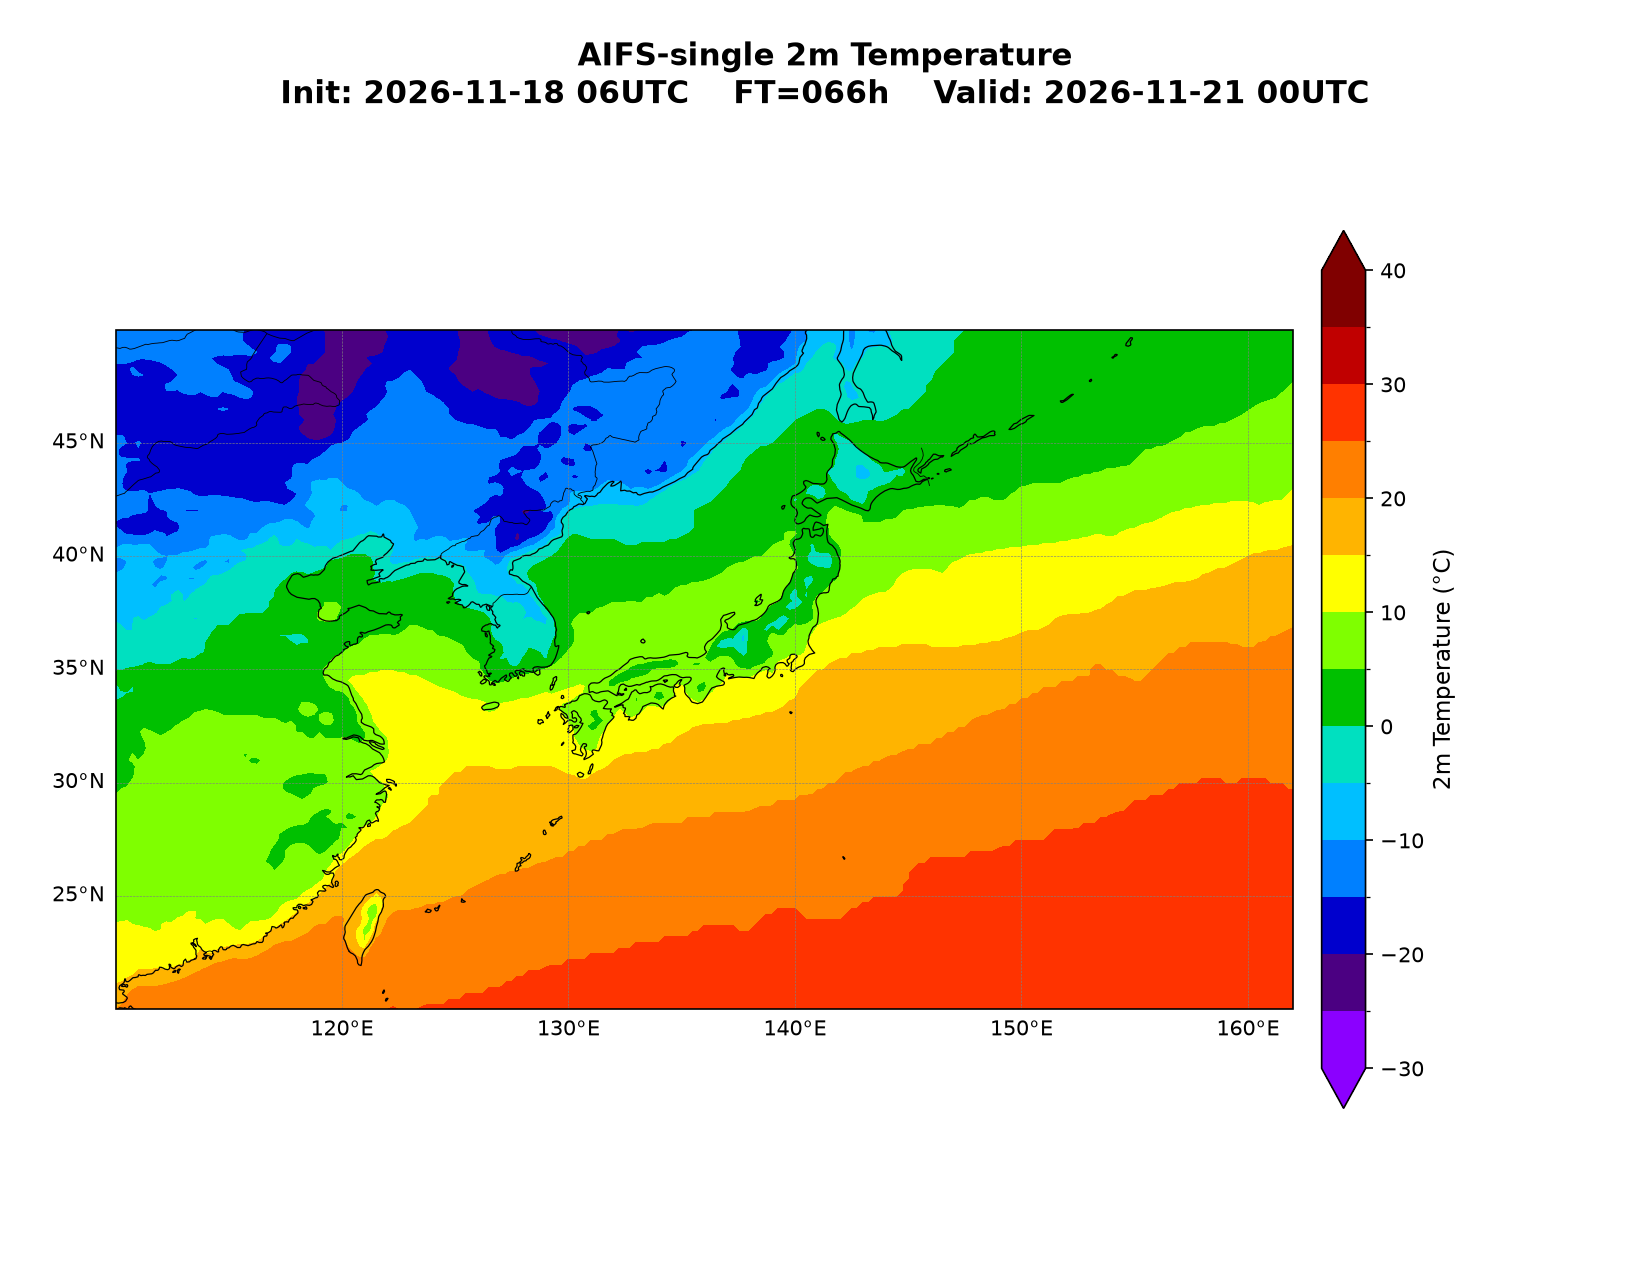 AIFS-single 2m Temperature
Init: 2026-11-18 06UTC    FT=066h    Valid: 2026-11-21 00UTC
45°N
40°N
35°N
30°N
25°N
120°E
130°E
140°E
150°E
160°E
40
30
20
10
0
−10
−20
−30
2m Temperature (°C)